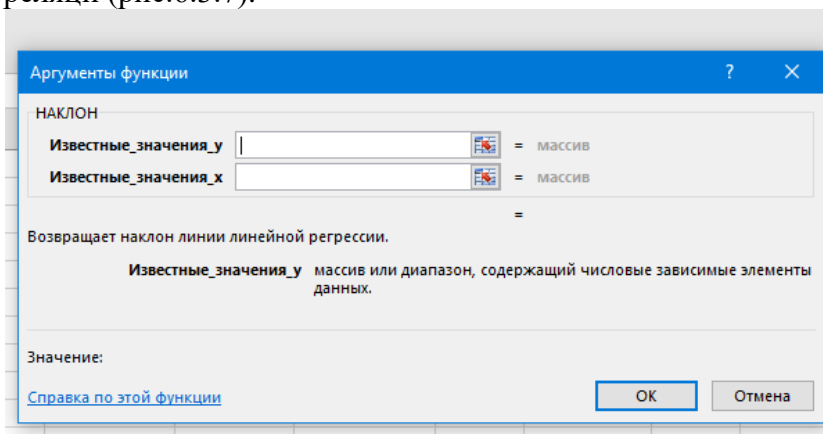 Аргументы функции ? ×
НАКЛОН
Известные_значения_y = массив
Известные_значения_x = массив
=
Возвращает наклон линии линейной регрессии.
Известные_значения_y массив или диапазон, содержащий числовые зависимые элементы
данных.
Значение:
Справка по этой функции
ОК Отмена